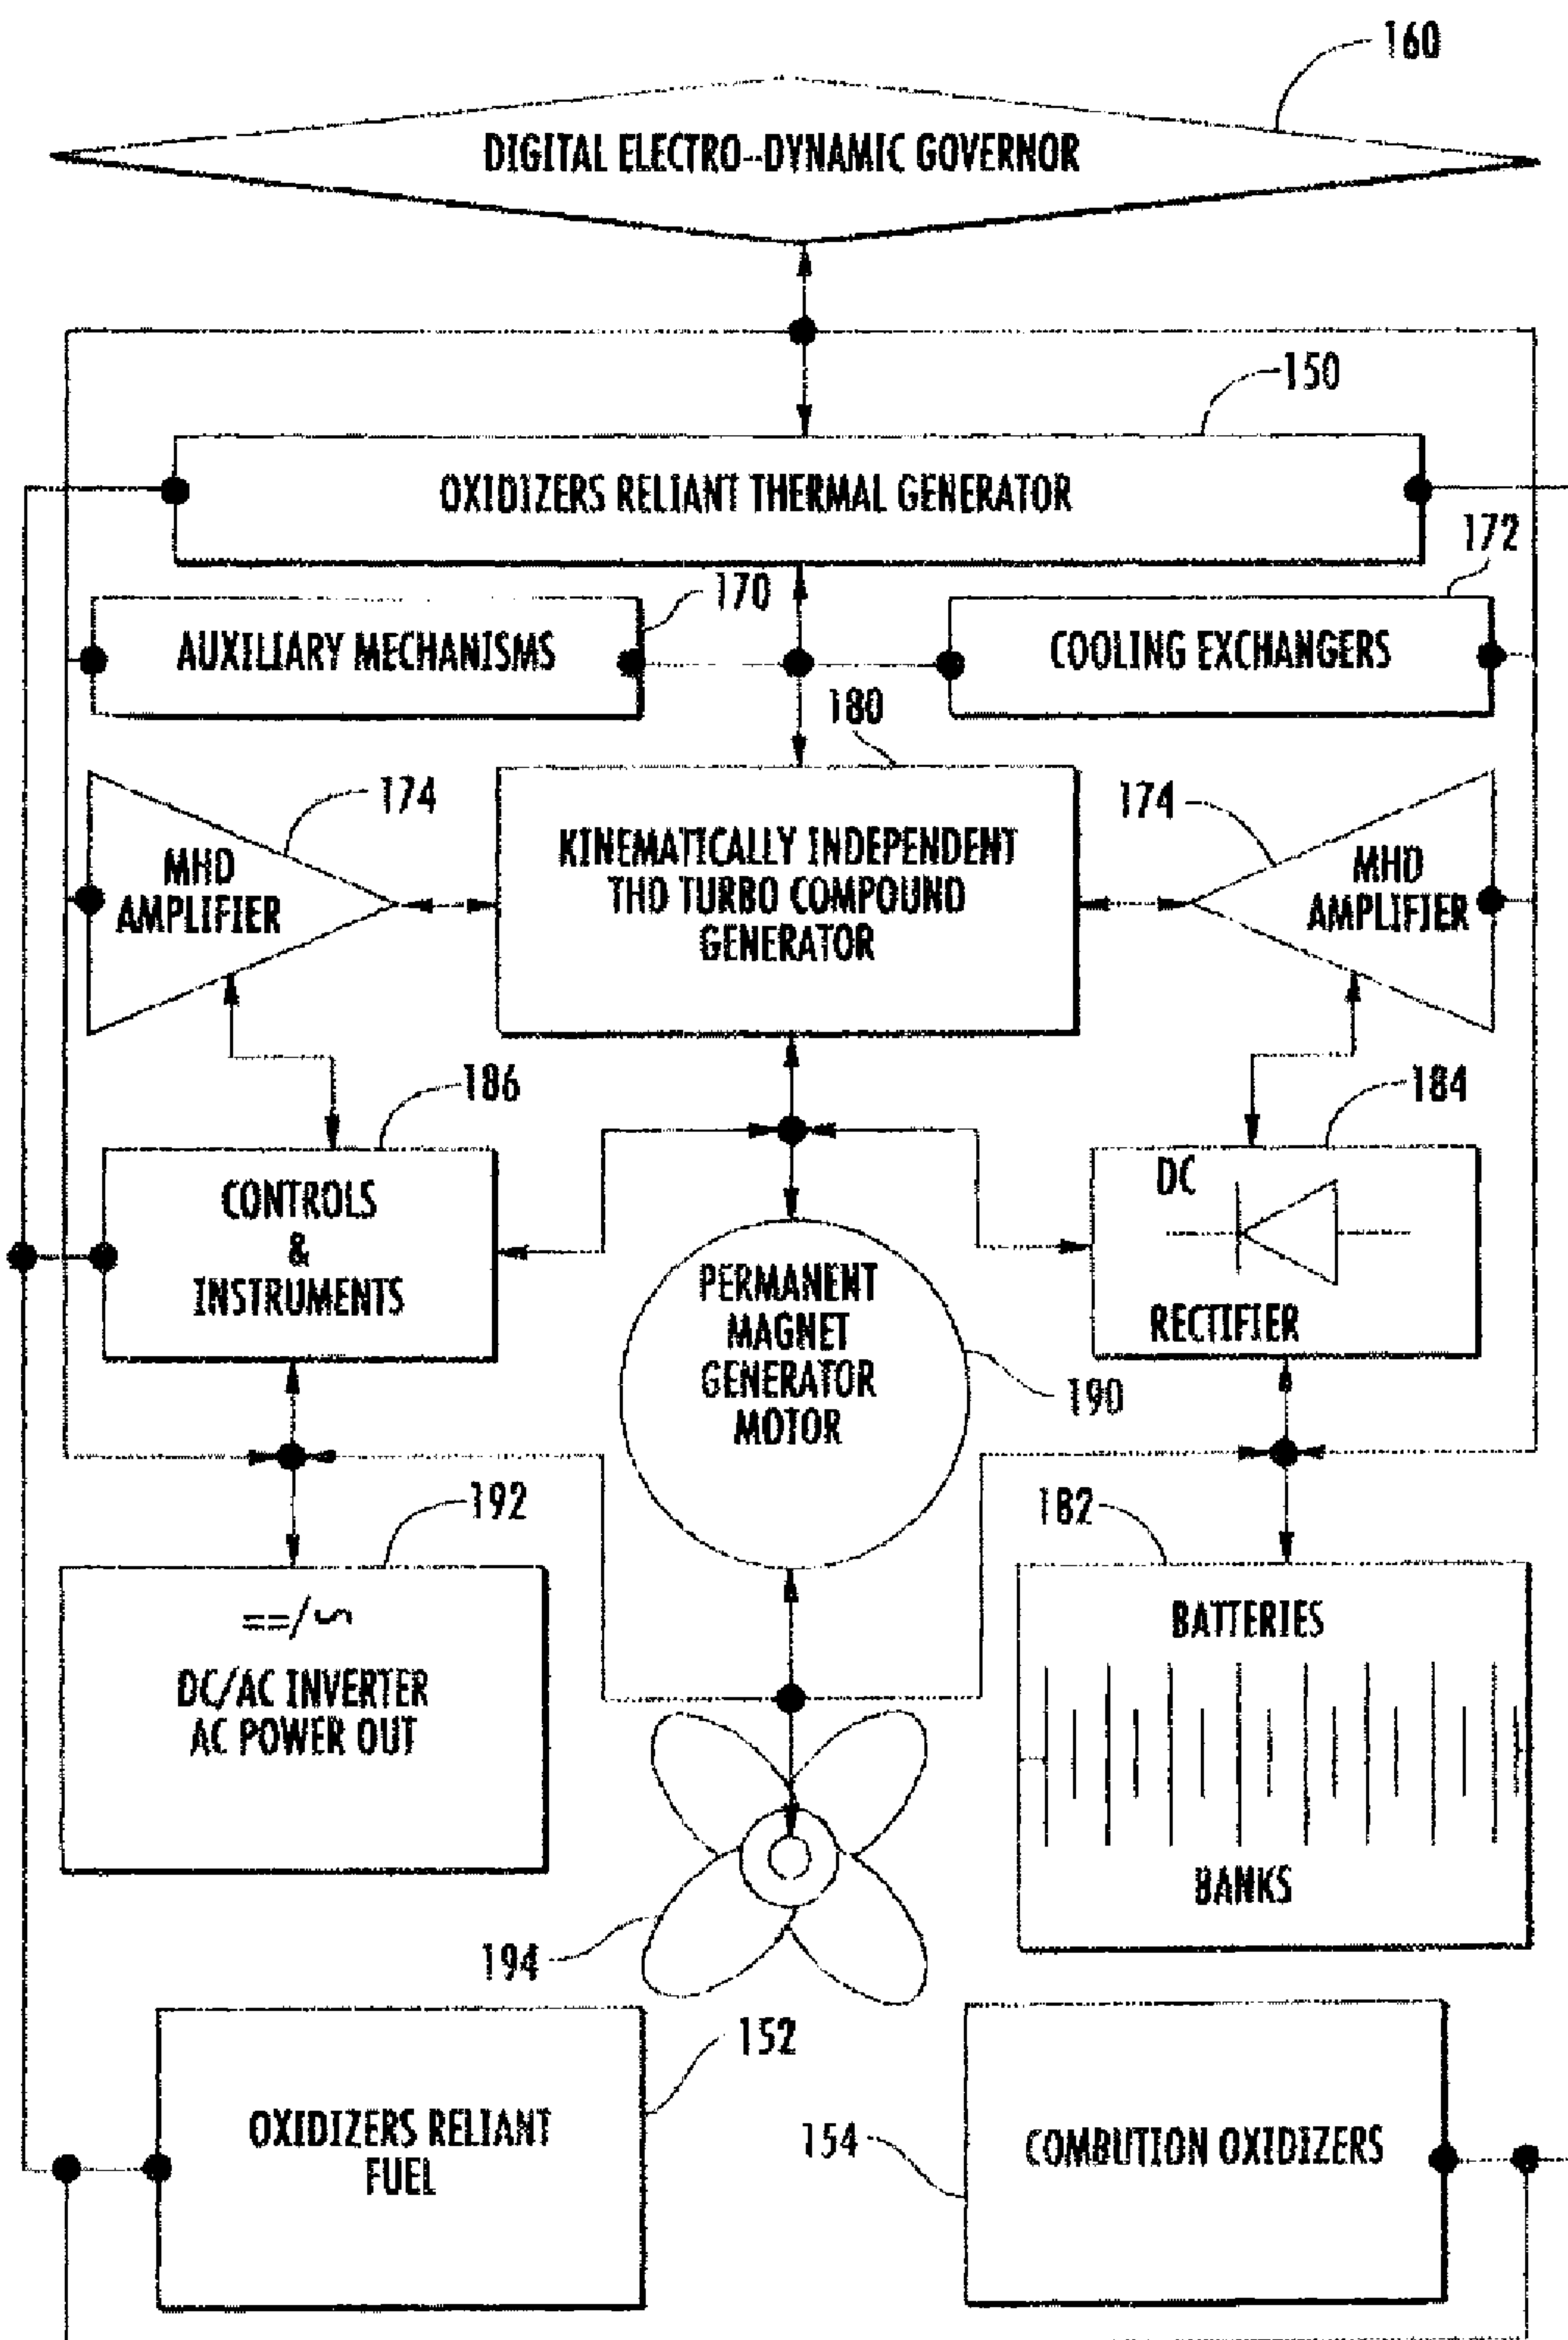 160
DIGITAL ELECTRO-DYNAMIC GOVERNOR
150
OXIDIZERS RELIANT THERMAL GENERATOR
172
170
AUXILIARY MECHANISMS
COOLING EXCHANGERS
180
174
174
MHD
AMPLIFIER
KINEMATICALLY INDEPENDENT
THD TURBO COMPOUND
GENERATOR
MHD
AMPLIFIER
186
184
CONTROLS
&
INSTRUMENTS
DC
RECTIFIER
PERMANENT
MAGNET
GENERATOR
MOTOR
190
192
182
==/∽
DC/AC INVERTER
AC POWER OUT
BATTERIES
BANKS
194
152
OXIDIZERS RELIANT
FUEL
154
COMBUTION OXIDIZERS